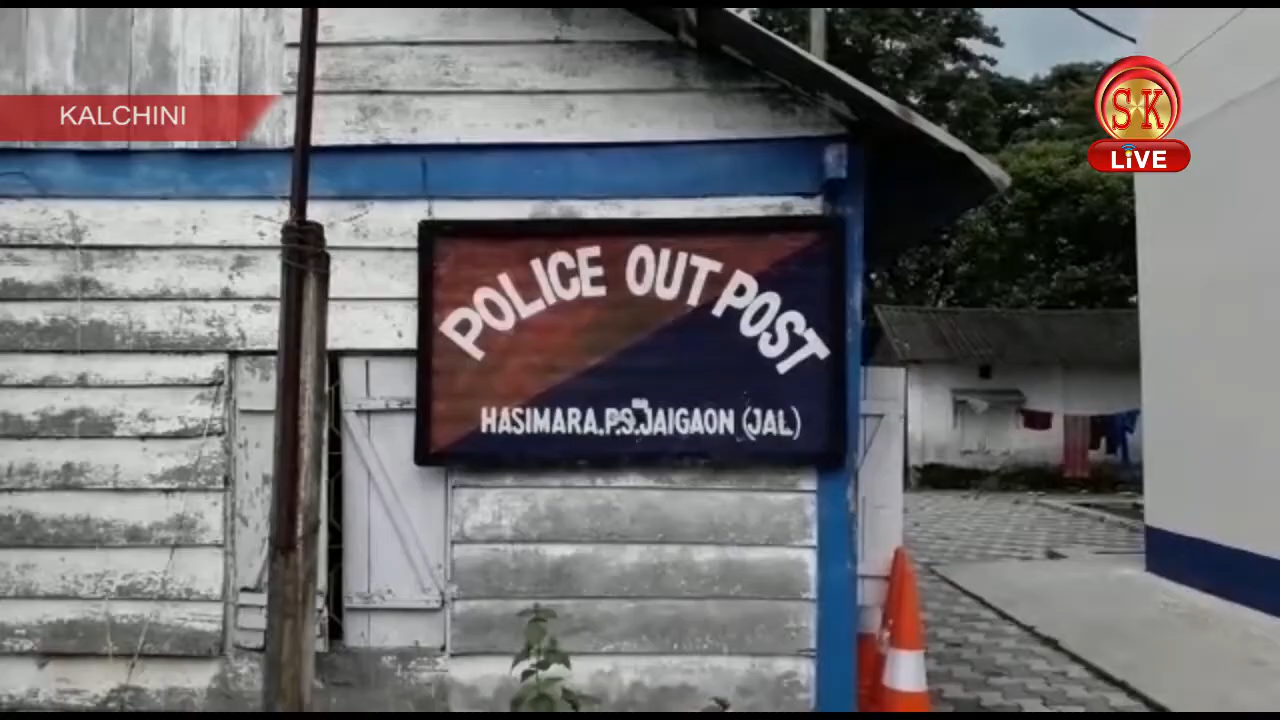 KALCHINI
SK
LiVE
POLICE OUT POST
HASIMARA.P.S.JAIGAON (JAL)